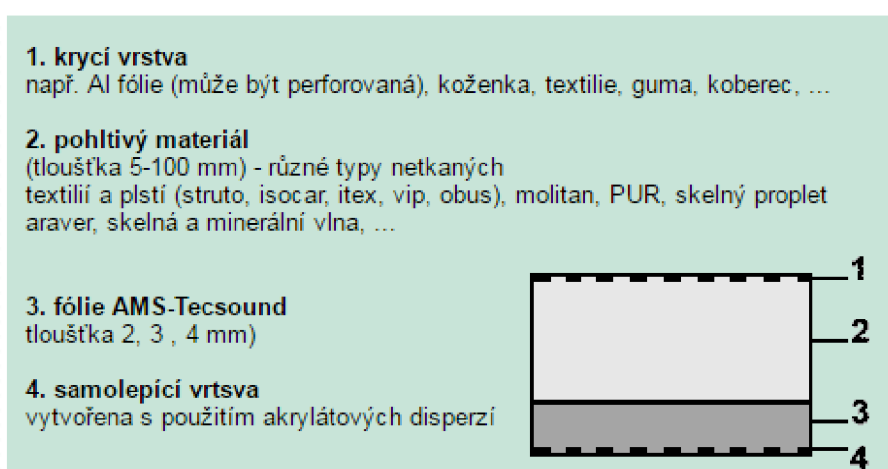 1. krycí vrstva
např. Al fólie (může být perforovaná), koženka, textilie, guma, koberec, ...
2. pohltivý materiál
(tloušťka 5-100 mm) - různé typy netkaných
textilií a plstí (struto, isocar, itex, vip, obus), molitan, PUR, skelný proplet
araver, skelná a minerální vlna, ...
3. fólie AMS-Tecsound
tloušťka 2, 3 , 4 mm)
4. samolepící vrtsva
vytvořena s použitím akrylátových disperzí
1
2
3
4